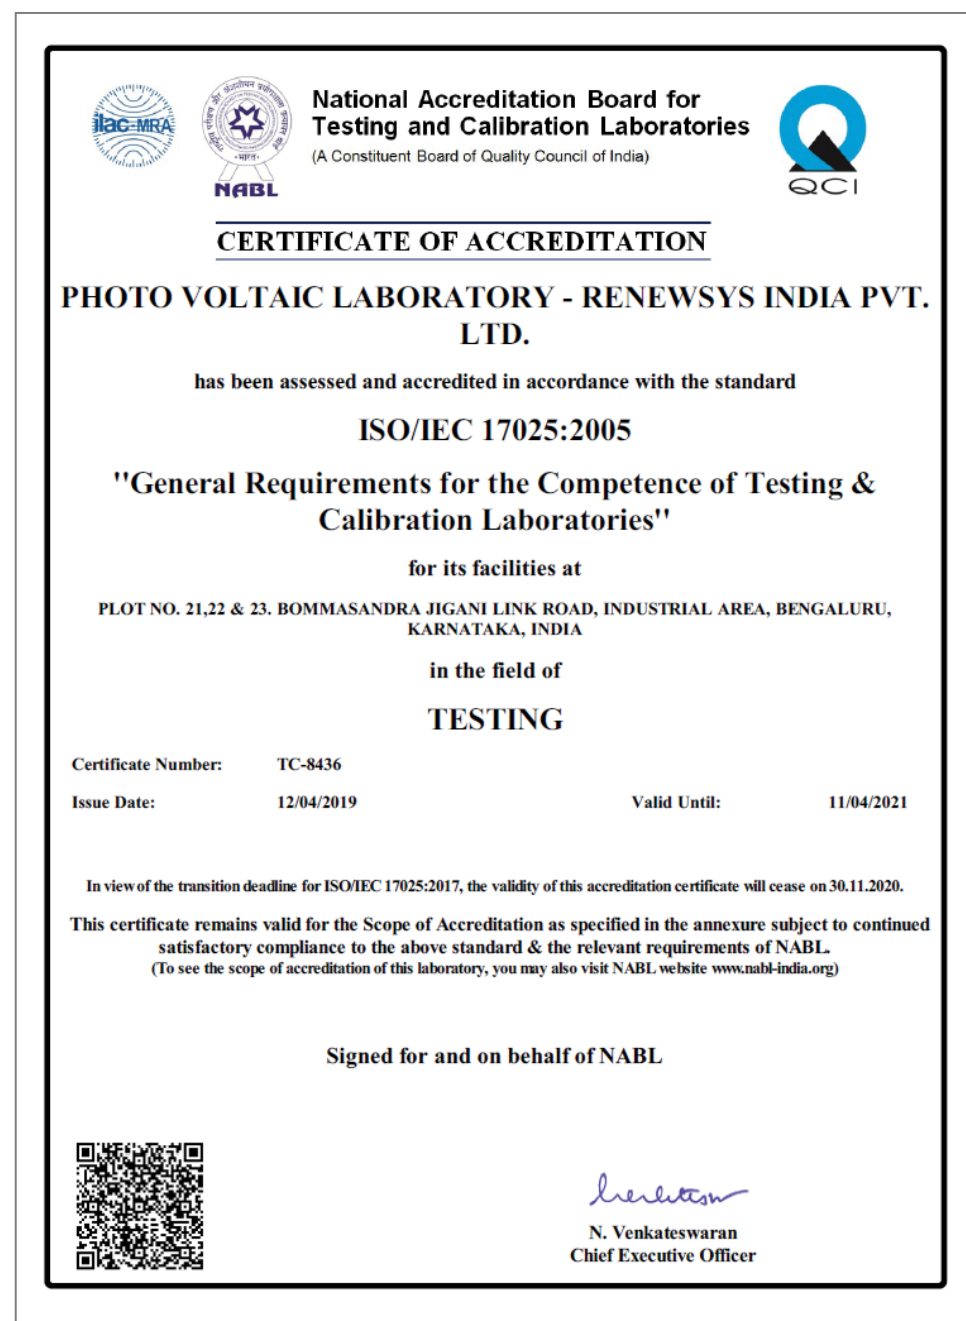 ilac-MRA
भारत
NABL
National Accreditation Board for
Testing and Calibration Laboratories
(A Constituent Board of Quality Council of India)
QCI
CERTIFICATE OF ACCREDITATION
PHOTO VOLTAIC LABORATORY - RENEWSYS INDIA PVT.
LTD.
has been assessed and accredited in accordance with the standard
ISO/IEC 17025:2005
"General Requirements for the Competence of Testing &
Calibration Laboratories"
for its facilities at
PLOT NO. 21,22 & 23. BOMMASANDRA JIGANI LINK ROAD, INDUSTRIAL AREA, BENGALURU,
KARNATAKA, INDIA
in the field of
TESTING
Certificate Number: TC-8436
Issue Date: 12/04/2019 Valid Until: 11/04/2021
In view of the transition deadline for ISO/IEC 17025:2017, the validity of this accreditation certificate will cease on 30.11.2020.
This certificate remains valid for the Scope of Accreditation as specified in the annexure subject to continued
satisfactory compliance to the above standard & the relevant requirements of NABL.
(To see the scope of accreditation of this laboratory, you may also visit NABL website www.nabl-india.org)
Signed for and on behalf of NABL
N. Venkateswaran
Chief Executive Officer